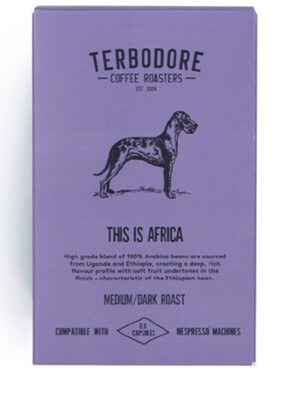 TERBODORE
COFFEE ROASTERS
EST 2004
THIS IS AFRICA
High grade blend of 100% Arabica beans are sourced
from Uganda and Ethiopia, creating a deep, rich
flavour profile with soft fruit undertones in the
finish - characteristic of the Ethiopian bean.
MEDIUM/DARK ROAST
COMPATIBLE WITH
CAPSULES
NESPRESSO MACHINES